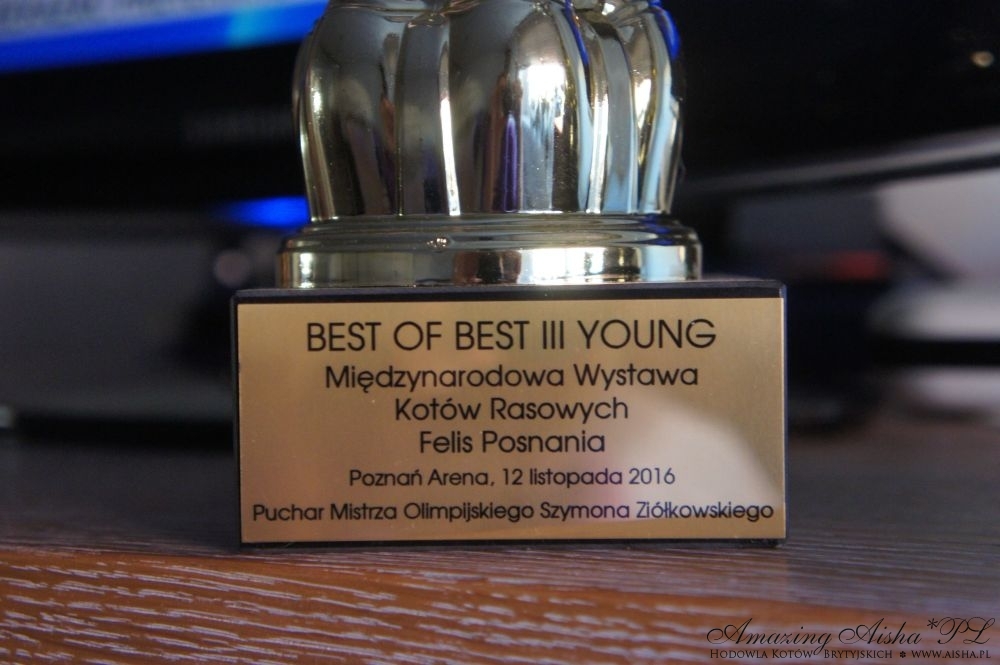 BEST OF BEST III YOUNG
Międzynarodowa Wystawa
Kotów Rasowych
Felis Posnania
Poznań Arena, 12 listopada 2016
Puchar Mistrza Olimpijskiego Szymona Ziółkowskiego
Amazing Aisha*PL
Hodowla Kotów Brytyjskich * www.aisha.pl